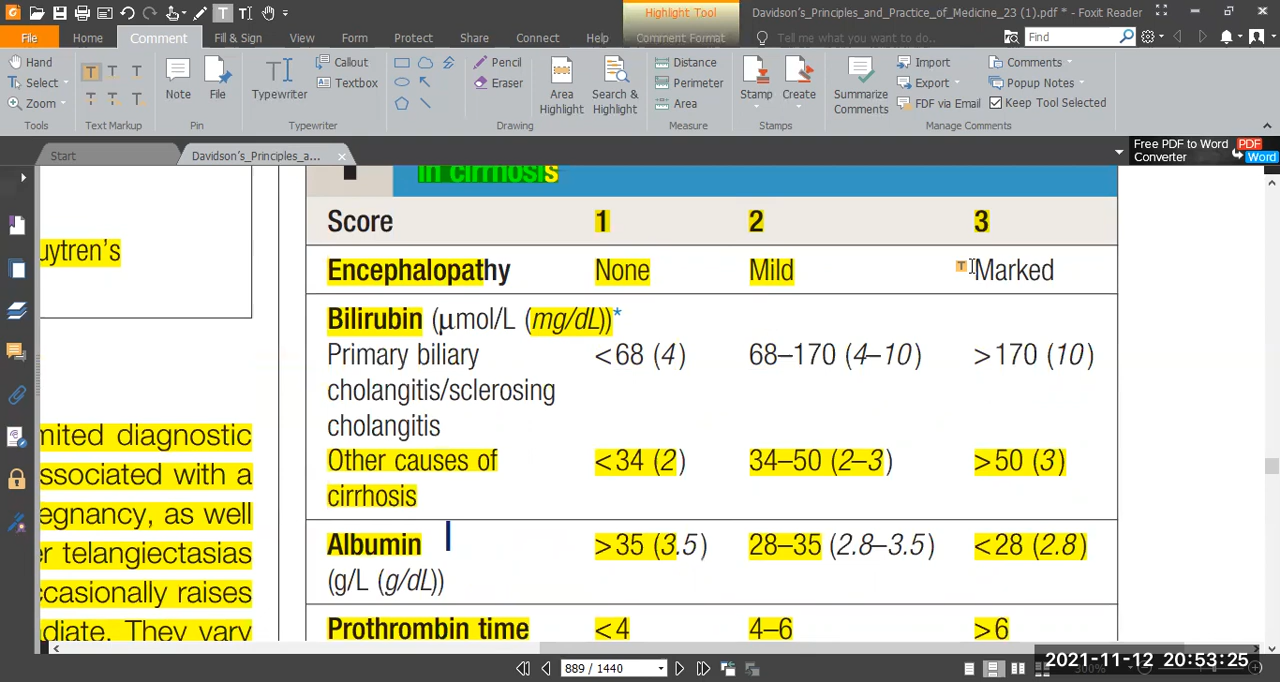 Highlight Tool
Davidson's_Principles_and_Practice_of_Medicine_23 (1).pdf * - Foxit Reader
File Home Comment Fill & Sign View Form Protect Share Connect Help Comment Format Tell me what you want to do.. Find
Hand
Select
Zoom
Tools
Text Markup
Note
File
Pin
Typewriter
Callout
Textbox
Typewriter
Pencil
Eraser
Drawing
Area Highlight
Search & Highlight
Distance
Perimeter
Area
Measure
Stamp
Create
Stamps
Summarize Comments
Import
Export
FDF via Email
Comments
Popup Notes
Keep Tool Selected
Manage Comments
Start
Davidson's_Principles_a...
Free PDF to Word Converter
PDF
Word
in cirrhosis
Score 1 2 3
Encephalopathy None Mild Marked
Bilirubin (μmol/L (mg/dL))*
Primary biliary <68 (4) 68–170 (4–10) >170 (10)
cholangitis/sclerosing
cholangitis
Other causes of <34 (2) 34–50 (2–3) >50 (3)
cirrhosis
Albumin >35 (3.5) 28–35 (2.8–3.5) <28 (2.8)
(g/L (g/dL))
Prothrombin time <4 4–6 >6
uytren's
mited diagnostic
ssociated with a
egnancy, as well
er telangiectasias
ccasionally raises
diate. They vary
889 / 1440
2021-11-12 20:53:25